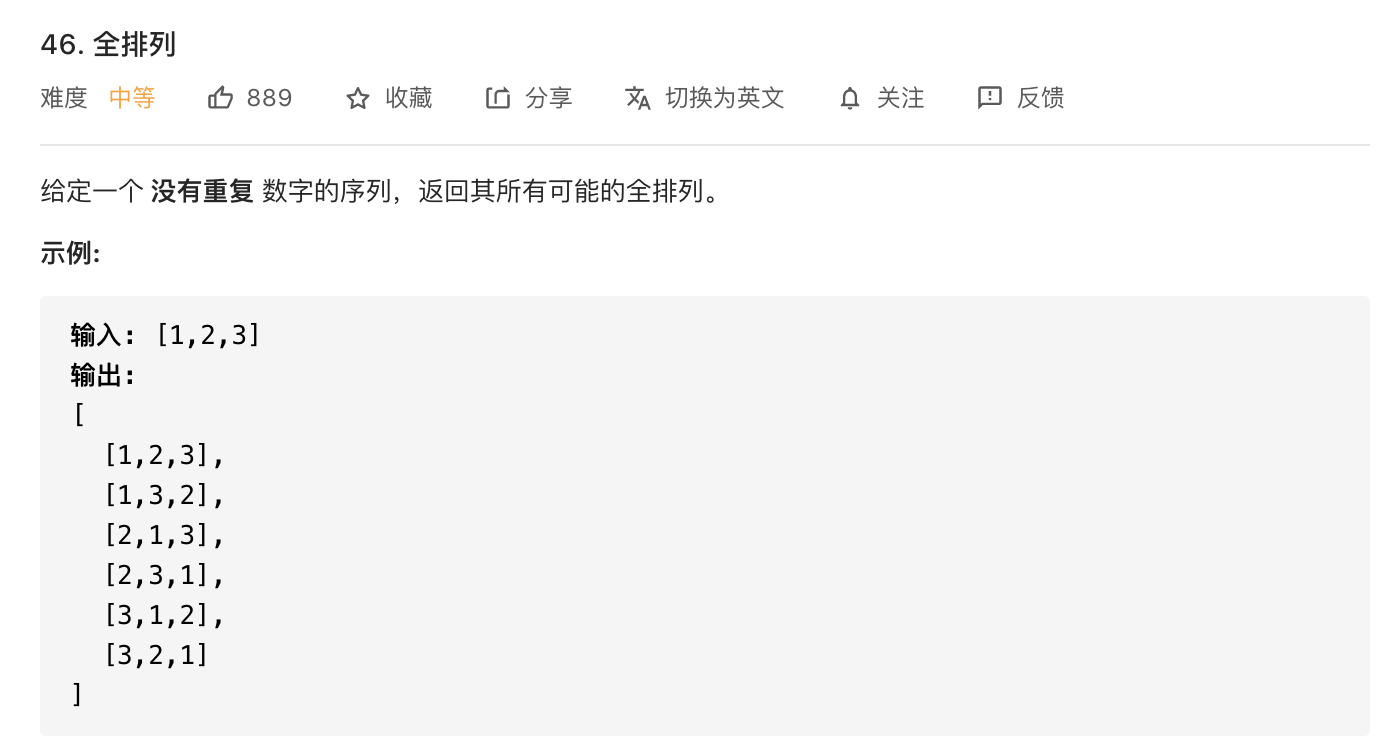 46. 全排列
难度 中等 889 收藏 分享 切换为英文 关注 反馈
给定一个 没有重复 数字的序列，返回其所有可能的全排列。
示例:
输入: [1,2,3]
输出:
[
[1,2,3],
[1,3,2],
[2,1,3],
[2,3,1],
[3,1,2],
[3,2,1]
]